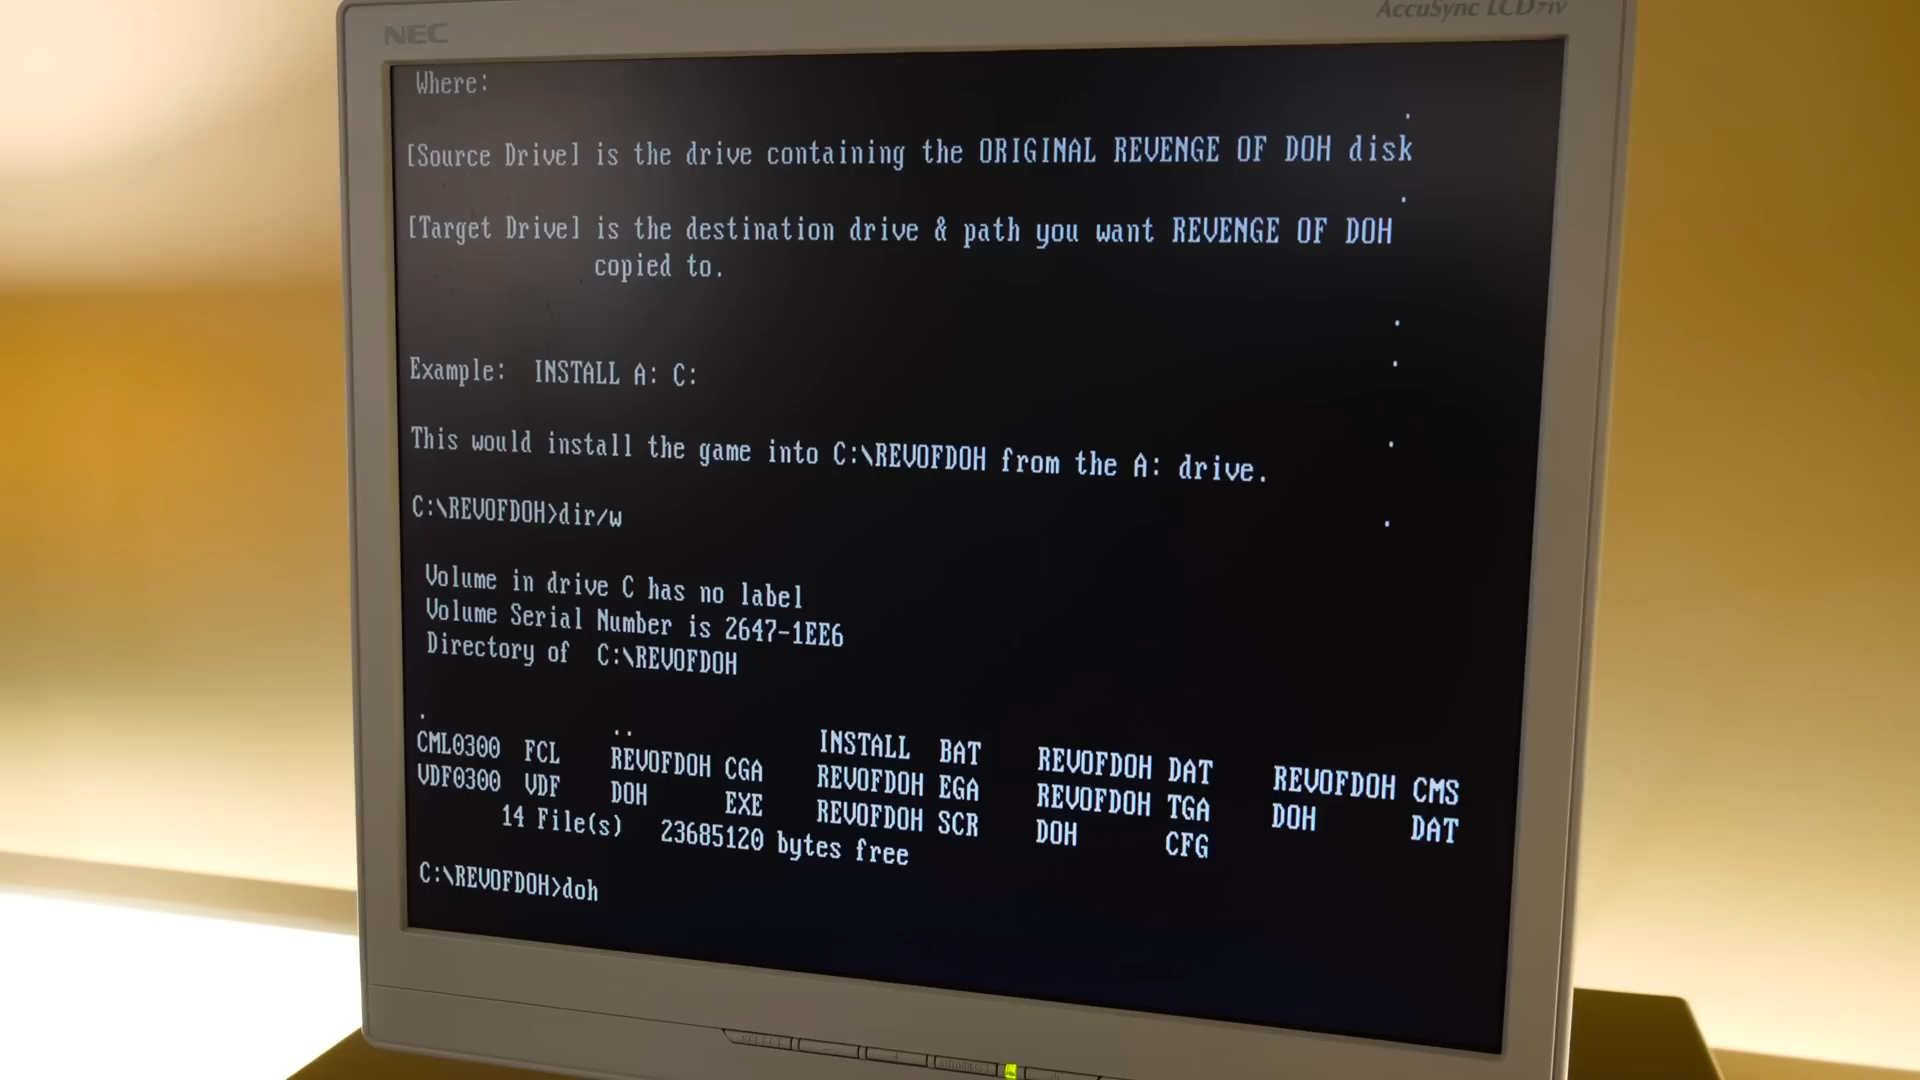 NEC
AccuSync LCD71V
Where:
[Source Drive] is the drive containing the ORIGINAL REVENGE OF DOH disk
[Target Drive] is the destination drive & path you want REVENGE OF DOH
copied to.
Example: INSTALL A: C:
This would install the game into C:\REVOFDOH from the A: drive.
C:\REVOFDOH>dir/w
Volume in drive C has no label
Volume Serial Number is 2647-1EE6
Directory of C:\REVOFDOH
. .. INSTALL BAT REVOFDOH DAT REVOFDOH CMS
CML0300 FCL REVOFDOH CGA REVOFDOH EGA REVOFDOH TGA DOH DAT
VDF0300 VDF DOH EXE REVOFDOH SCR DOH CFG
14 File(s) 23685120 bytes free
C:\REVOFDOH>doh
SELECT - +